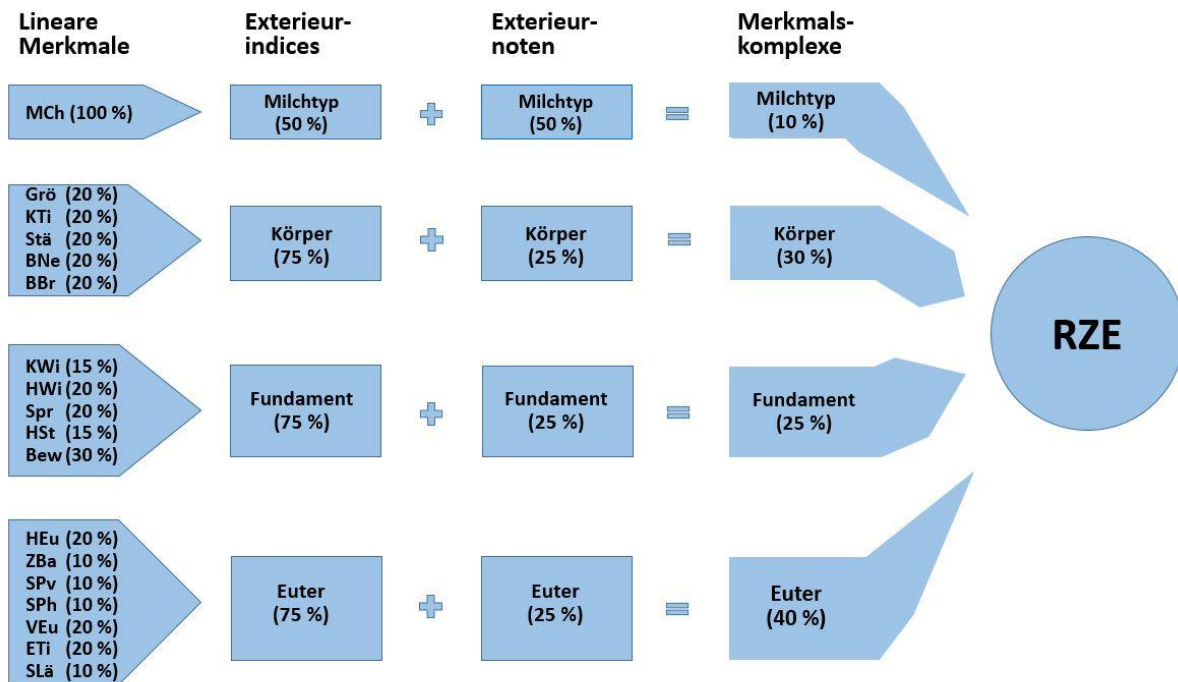 Lineare
Merkmale
Exterieur-
indices
Exterieur-
noten
Merkmals-
komplexe
MCh (100 %)
Milchtyp
(50 %)
+
Milchtyp
(50 %)
=
Milchtyp
(10 %)
Grö (20 %)
KTi (20 %)
Stä (20 %)
BNe (20 %)
BBr (20 %)
Körper
(75 %)
+
Körper
(25 %)
=
Körper
(30 %)
RZE
KWi (15 %)
HWi (20 %)
Spr (20 %)
HSt (15 %)
Bew (30 %)
Fundament
(75 %)
+
Fundament
(25 %)
=
Fundament
(25 %)
HEu (20 %)
ZBa (10 %)
SPv (10 %)
SPh (10 %)
VEu (20 %)
ETi (20 %)
SLä (10 %)
Euter
(75 %)
+
Euter
(25 %)
=
Euter
(40 %)